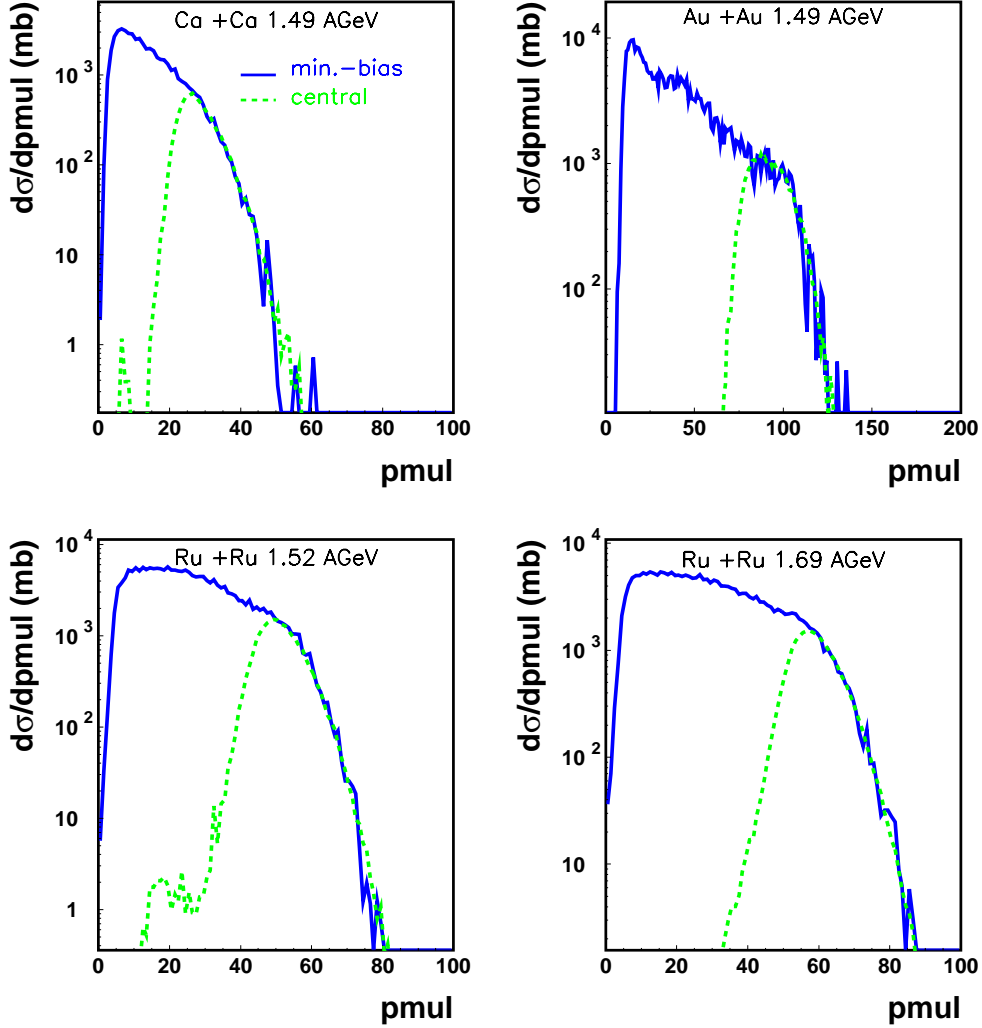 Ca +Ca 1.49 AGeV
min.-bias
central
dσ/dpmul (mb)
10 3
10 2
10
1
0 20 40 60 80 100
pmul
Au +Au 1.49 AGeV
dσ/dpmul (mb)
10 4
10 3
10 2
50 100 150 200
pmul
Ru +Ru 1.52 AGeV
dσ/dpmul (mb)
10 4
10 3
10 2
10
1
0 20 40 60 80 100
pmul
Ru +Ru 1.69 AGeV
dσ/dpmul (mb)
10 4
10 3
10 2
10
0 20 40 60 80 100
pmul